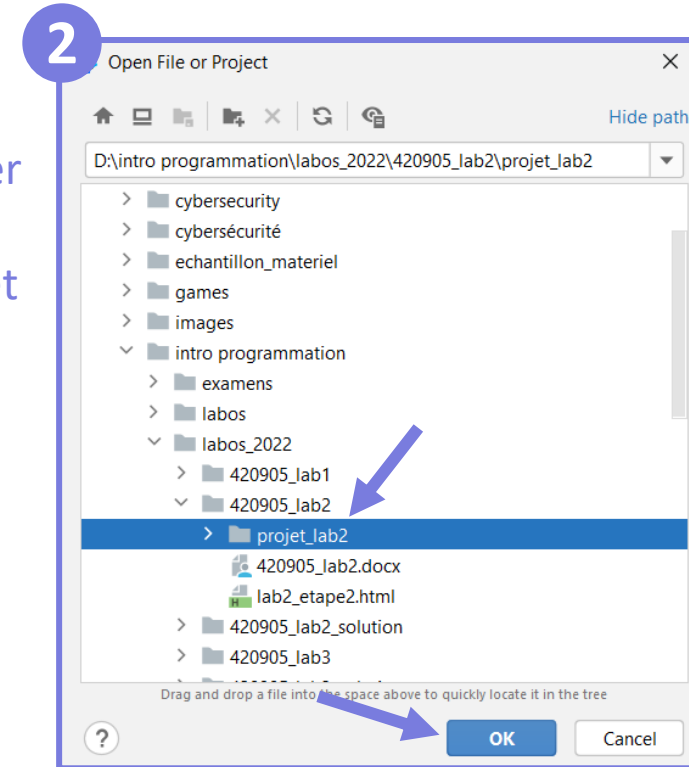 2
Open File or Project
Hide path
D:\intro programmation\labos_2022\420905_lab2\projet_lab2
cybersecurity
cybersécurité
echantillon_materiel
games
images
intro programmation
examens
labos
labos_2022
420905_lab1
420905_lab2
projet_lab2
420905_lab2.docx
H
lab2_etape2.html
420905_lab2_solution
420905_lab3
Drag and drop a file into the space above to quickly locate it in the tree
?
OK
Cancel